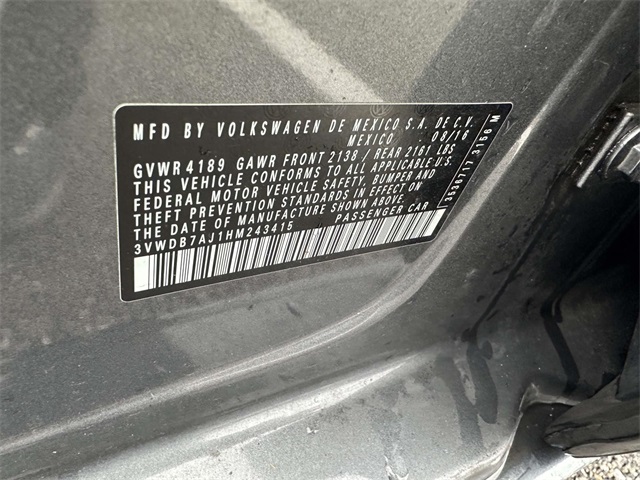 MFD BY VOLKSWAGEN DE MEXICO S.A. DE C.V.
MEXICO 08/16
GVWR 4189 GAWR FRONT 2138 / REAR 2161 LBS
THIS VEHICLE CONFORMS TO ALL APPLICABLE U.S.
FEDERAL MOTOR VEHICLE SAFETY, BUMPER AND
THEFT PREVENTION STANDARDS IN EFFECT ON
THE DATE OF MANUFACTURE SHOWN ABOVE.
3VWDB7AJ1HM243415 PASSENGER CAR
3536717 3156 M